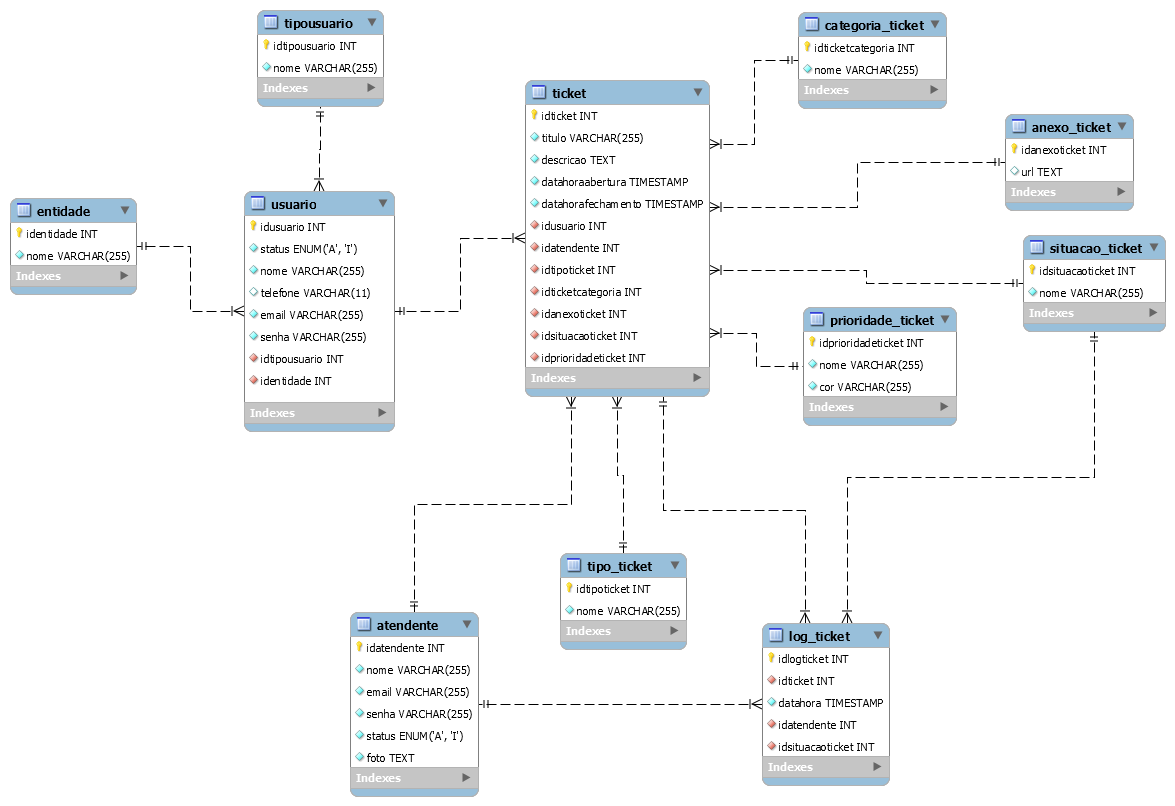 tipousuario
idtipousuario INT
nome VARCHAR(255)
Indexes
categoria_ticket
idticketcategoria INT
nome VARCHAR(255)
Indexes
ticket
idticket INT
titulo VARCHAR(255)
descricao TEXT
datahoraabertura TIMESTAMP
datahorafechamento TIMESTAMP
idusuario INT
idatendente INT
idtipoticket INT
idticketcategoria INT
idanexoticket INT
idsituacaoticket INT
idprioridadeticket INT
Indexes
anexo_ticket
idanexoticket INT
url TEXT
Indexes
entidade
identidade INT
nome VARCHAR(255)
Indexes
usuario
idusuario INT
status ENUM('A', 'I')
nome VARCHAR(255)
telefone VARCHAR(11)
email VARCHAR(255)
senha VARCHAR(255)
idtipousuario INT
identidade INT
Indexes
situacao_ticket
idsituacaoticket INT
nome VARCHAR(255)
Indexes
prioridade_ticket
idprioridadeticket INT
nome VARCHAR(255)
cor VARCHAR(255)
Indexes
tipo_ticket
idtipoticket INT
nome VARCHAR(255)
Indexes
atendente
idatendente INT
nome VARCHAR(255)
email VARCHAR(255)
senha VARCHAR(255)
status ENUM('A', 'I')
foto TEXT
Indexes
log_ticket
idlogticket INT
idticket INT
datahora TIMESTAMP
idatendente INT
idsituacaoticket INT
Indexes